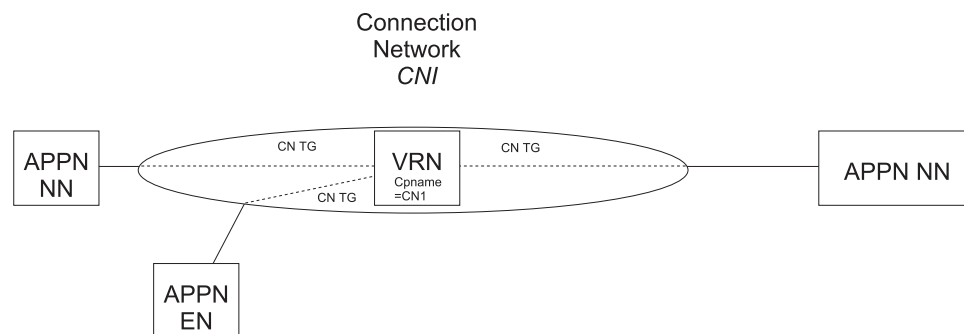 Connection
Network
CNI
APPN
NN
CN TG
VRN
Cpname
=CN1
CN TG
APPN NN
CN TG
APPN
EN